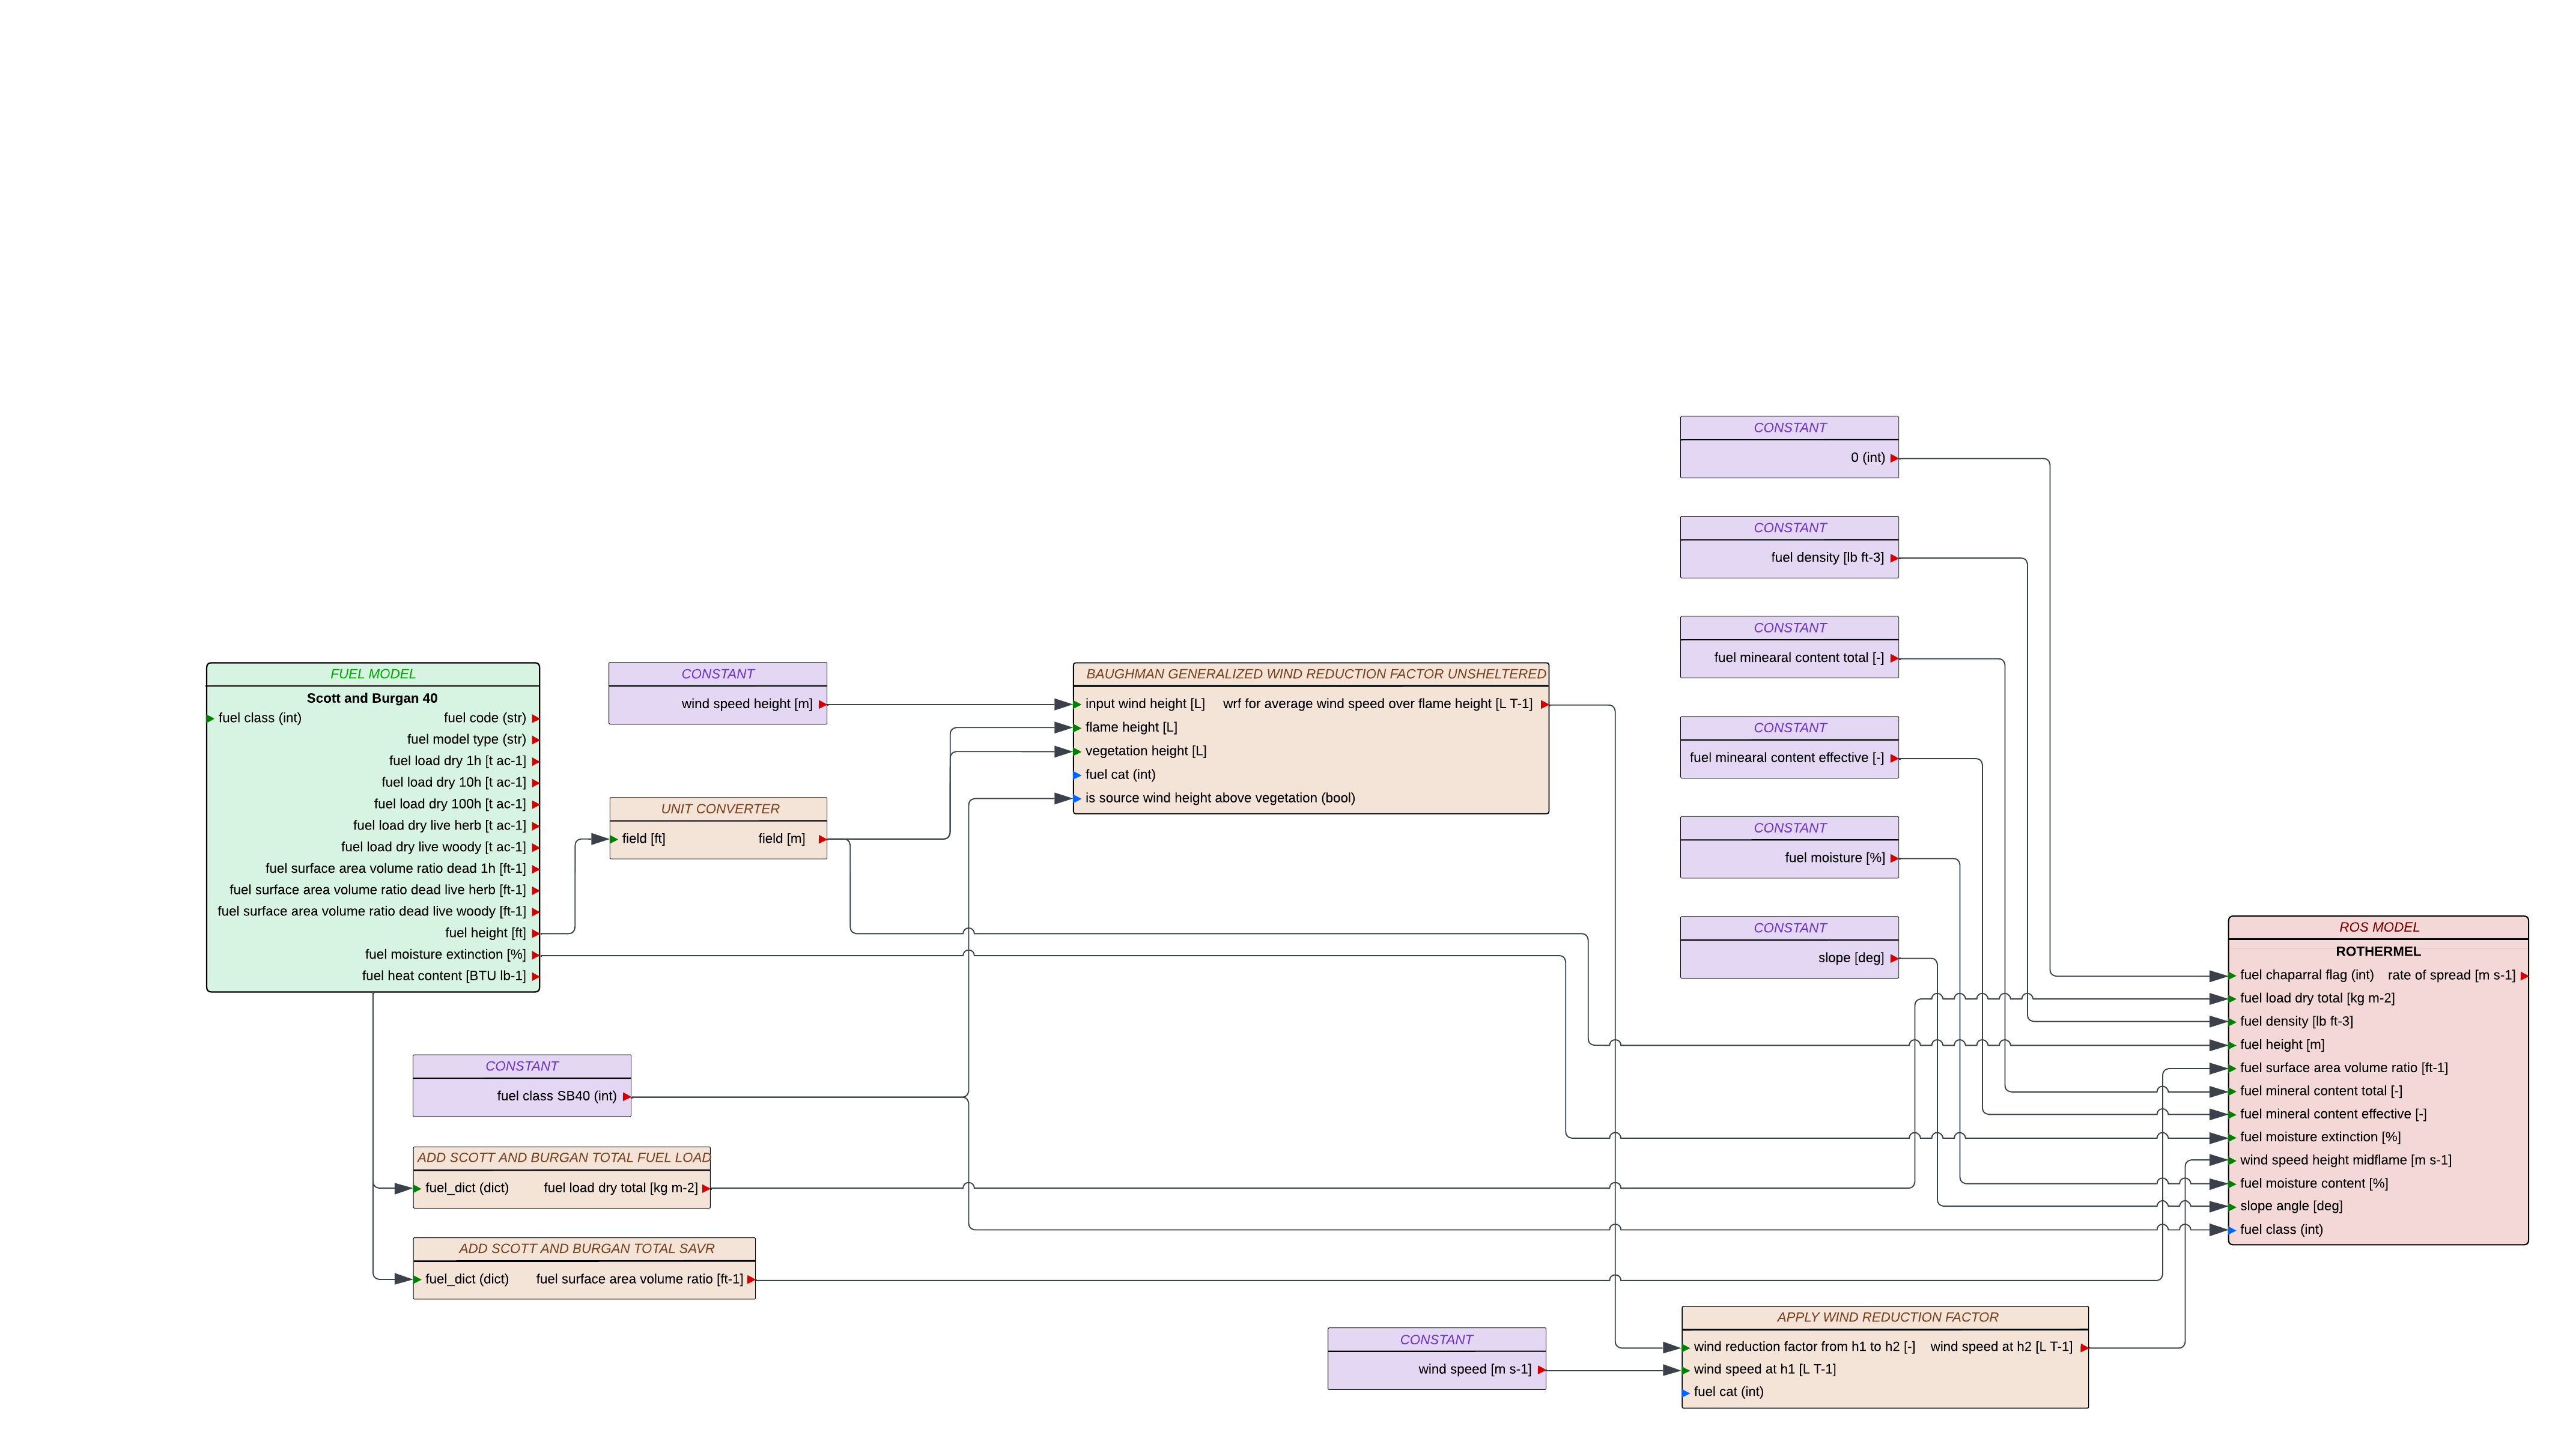 CONSTANT
0 (int)
CONSTANT
fuel density [lb ft-3]
CONSTANT
fuel minearal content total [-]
FUEL MODEL
Scott and Burgan 40
fuel class (int) fuel code (str)
fuel model type (str)
fuel load dry 1h [t ac-1]
fuel load dry 10h [t ac-1]
fuel load dry 100h [t ac-1]
fuel load dry live herb [t ac-1]
fuel load dry live woody [t ac-1]
fuel surface area volume ratio dead 1h [ft-1]
fuel surface area volume ratio dead live herb [ft-1]
fuel surface area volume ratio dead live woody [ft-1]
fuel height [ft]
fuel moisture extinction [%]
fuel heat content [BTU lb-1]
CONSTANT
wind speed height [m]
UNIT CONVERTER
field [ft] field [m]
BAUGHMAN GENERALIZED WIND REDUCTION FACTOR UNSHELTERED
input wind height [L] wrf for average wind speed over flame height [L T-1]
flame height [L]
vegetation height [L]
fuel cat (int)
is source wind height above vegetation (bool)
CONSTANT
fuel minearal content effective [-]
CONSTANT
fuel moisture [%]
CONSTANT
slope [deg]
ROS MODEL
ROTHERMEL
fuel chaparral flag (int) rate of spread [m s-1]
fuel load dry total [kg m-2]
fuel density [lb ft-3]
fuel height [m]
fuel surface area volume ratio [ft-1]
fuel mineral content total [-]
fuel mineral content effective [-]
fuel moisture extinction [%]
wind speed height midflame [m s-1]
fuel moisture content [%]
slope angle [deg]
fuel class (int)
CONSTANT
fuel class SB40 (int)
ADD SCOTT AND BURGAN TOTAL FUEL LOAD
fuel_dict (dict) fuel load dry total [kg m-2]
ADD SCOTT AND BURGAN TOTAL SAVR
fuel_dict (dict) fuel surface area volume ratio [ft-1]
CONSTANT
wind speed [m s-1]
APPLY WIND REDUCTION FACTOR
wind reduction factor from h1 to h2 [-] wind speed at h2 [L T-1]
wind speed at h1 [L T-1]
fuel cat (int)